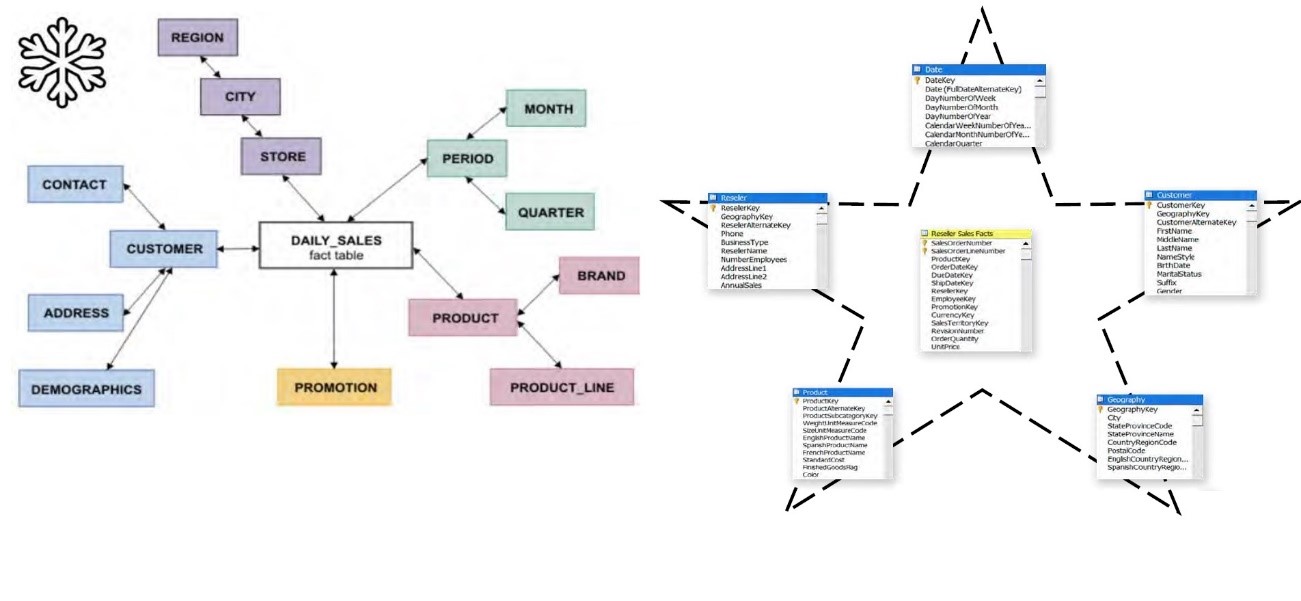 REGION
CITY
STORE
MONTH
PERIOD
QUARTER
CONTACT
CUSTOMER
ADDRESS
DEMOGRAPHICS
DAILY_SALES
fact table
BRAND
PRODUCT
PRODUCT_LINE
PROMOTION
Date
DateKey
Date (FullDateAlternateKey)
DayNumberOfWeek
DayNumberOfMonth
DayNumberOfYear
CalendarWeekNumberOfYea...
CalendarMonthNumberOfYe...
CalendarQuarter
Reseller
ResellerKey
GeographyKey
ResellerAlternateKey
Phone
BusinessType
ResellerName
NumberEmployees
AddressLine1
AddressLine2
AnnualSales
Customer
CustomerKey
GeographyKey
CustomerAlternateKey
FirstName
MiddleName
LastName
NameStyle
BirthDate
MaritalStatus
Suffix
Gender
Reseller Sales Facts
SalesOrderNumber
SalesOrderLineNumber
ProductKey
OrderDateKey
DueDateKey
ShipDateKey
ResellerKey
EmployeeKey
PromotionKey
CurrencyKey
SalesTerritoryKey
RevisionNumber
OrderQuantity
UnitPrice
Product
ProductKey
ProductAlternateKey
ProductSubcategoryKey
WeightUnitMeasureCode
SizeUnitMeasureCode
EnglishProductName
SpanishProductName
FrenchProductName
StandardCost
FinishedGoodsFlag
Color
Geography
GeographyKey
City
StateProvinceCode
StateProvinceName
CountryRegionCode
PostalCode
EnglishCountryRegion...
SpanishCountryRegio...